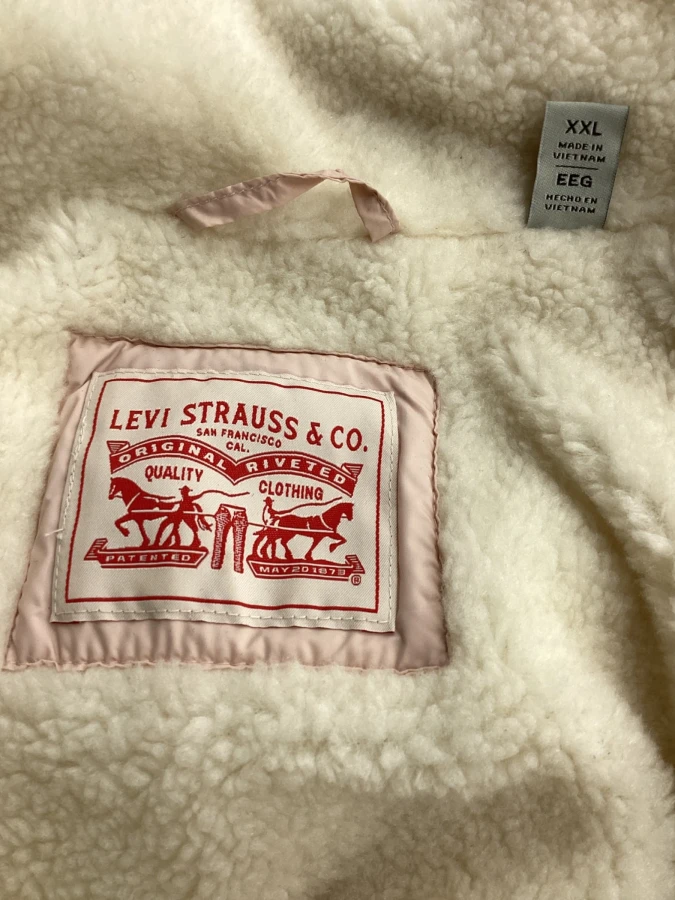 XXL
MADE IN
VIETNAM
EEG
HECHO EN
VIETNAM
LEVI STRAUSS & CO.
SAN FRANCISCO
CAL.
ORIGINAL RIVETED
QUALITY CLOTHING
PATENTED MAY 20 1873
®